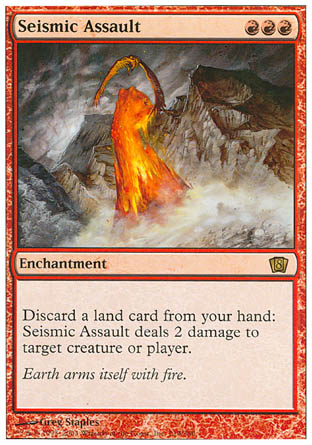 Seismic Assault
Enchantment
Discard a land card from your hand:
Seismic Assault deals 2 damage to
target creature or player.
Earth arms itself with fire.
Greg Staples